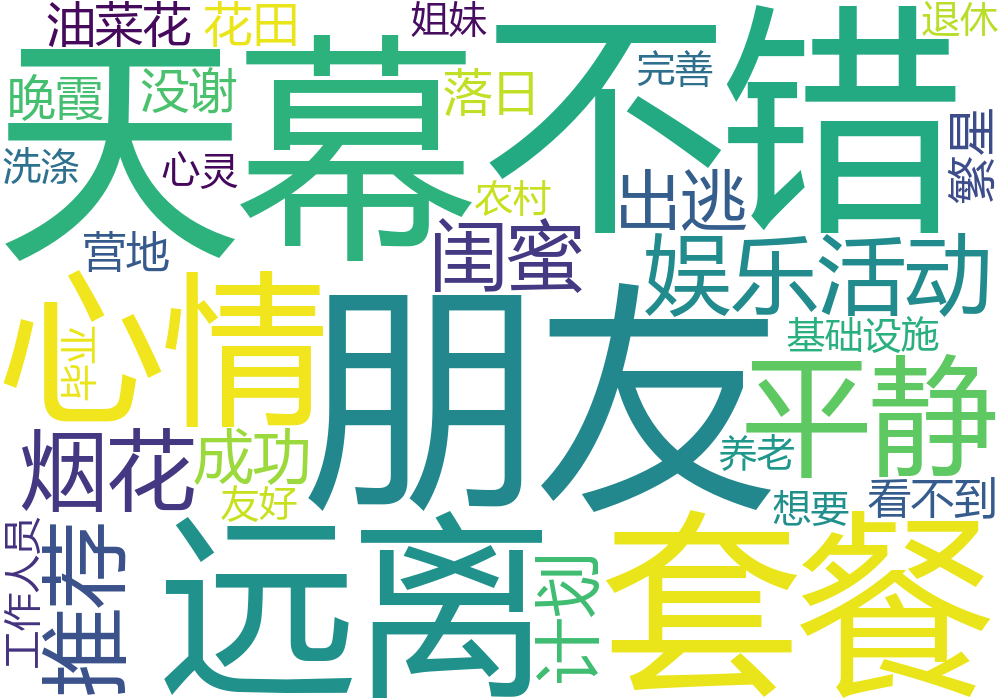 油菜花
花田
姐妹
退休
天幕
不错
晚霞
没谢
落日
完善
繁星
洗涤
心灵
农村
出逃
营地
闺蜜
娱乐活动
心情
朋友
基础设施
毕业
平静
烟花
成功
养老
友好
想要
看不到
工作人员
推荐
远离
计划
套餐